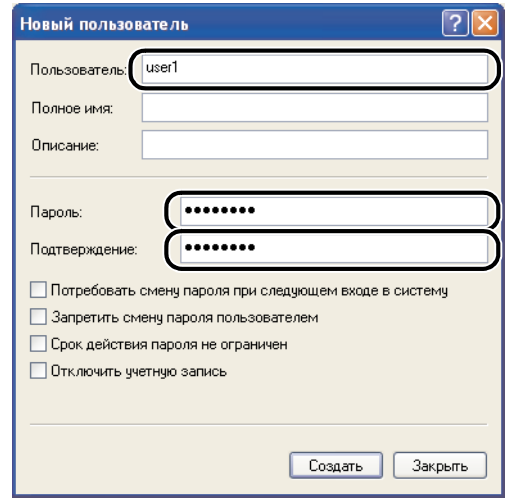 Новый пользователь
Пользователь: user1
Полное имя:
Описание:
Пароль: ••••••••
Подтверждение: ••••••••
Потребовать смену пароля при следующем входе в систему
Запретить смену пароля пользователем
Срок действия пароля не ограничен
Отключить учетную запись
Создать Закрыть